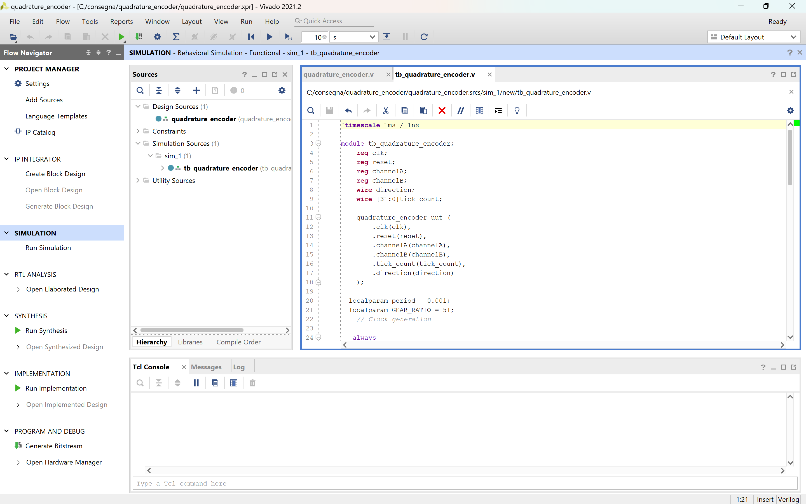 quadrature_encoder - [C:/consegna/quadrature_encoder/quadrature_encoder.xpr] - Vivado 2021.2
File Edit Flow Tools Reports Window Layout View Run Help Quick Access Ready
10 s Default Layout
Flow Navigator
SIMULATION - Behavioral Simulation - Functional - sim_1 - tb_quadrature_encoder
PROJECT MANAGER
Settings
Add Sources
Language Templates
IP Catalog
IP INTEGRATOR
Create Block Design
Open Block Design
Generate Block Design
SIMULATION
Run Simulation
RTL ANALYSIS
Open Elaborated Design
SYNTHESIS
Run Synthesis
Open Synthesized Design
IMPLEMENTATION
Run Implementation
Open Implemented Design
PROGRAM AND DEBUG
Generate Bitstream
Open Hardware Manager
Sources
0
Design Sources (1)
quadrature_encoder (quadrature_enco
Constraints
Simulation Sources (1)
sim_1 (1)
tb_quadrature_encoder (tb_quadra
Utility Sources
Hierarchy Libraries Compile Order
quadrature_encoder.v tb_quadrature_encoder.v
C:/consegna/quadrature_encoder/quadrature_encoder.srcs/sim_1/new/tb_quadrature_encoder.v
1 `timescale 1ms / 1ns
2
3 module tb_quadrature_encoder;
4 reg clk;
5 reg reset;
6 reg channelA;
7 reg channelB;
8 wire direction;
9 wire tick_count;
10
11 quadrature_encoder uut (
12 .clk(clk),
13 .reset(reset),
14 .channelA(channelA),
15 .channelB(channelB),
16 .tick_count(tick_count),
17 .direction(direction)
18 );
19
20 localparam period = 0.001;
21 localparam GEAR_RATIO =
22 // Clock generation
23
24 always
Tcl Console Messages Log
Type a Tcl command here
1:21 Insert Verilog